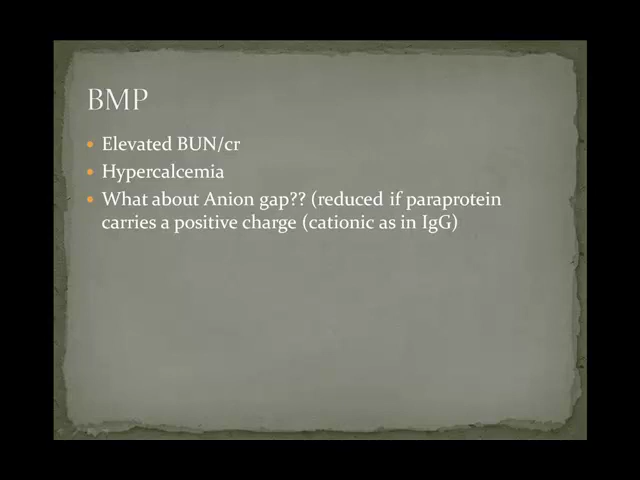 BMP
• Elevated BUN/cr
• Hypercalcemia
• What about Anion gap?? (reduced if paraprotein
carries a positive charge (cationic as in IgG)